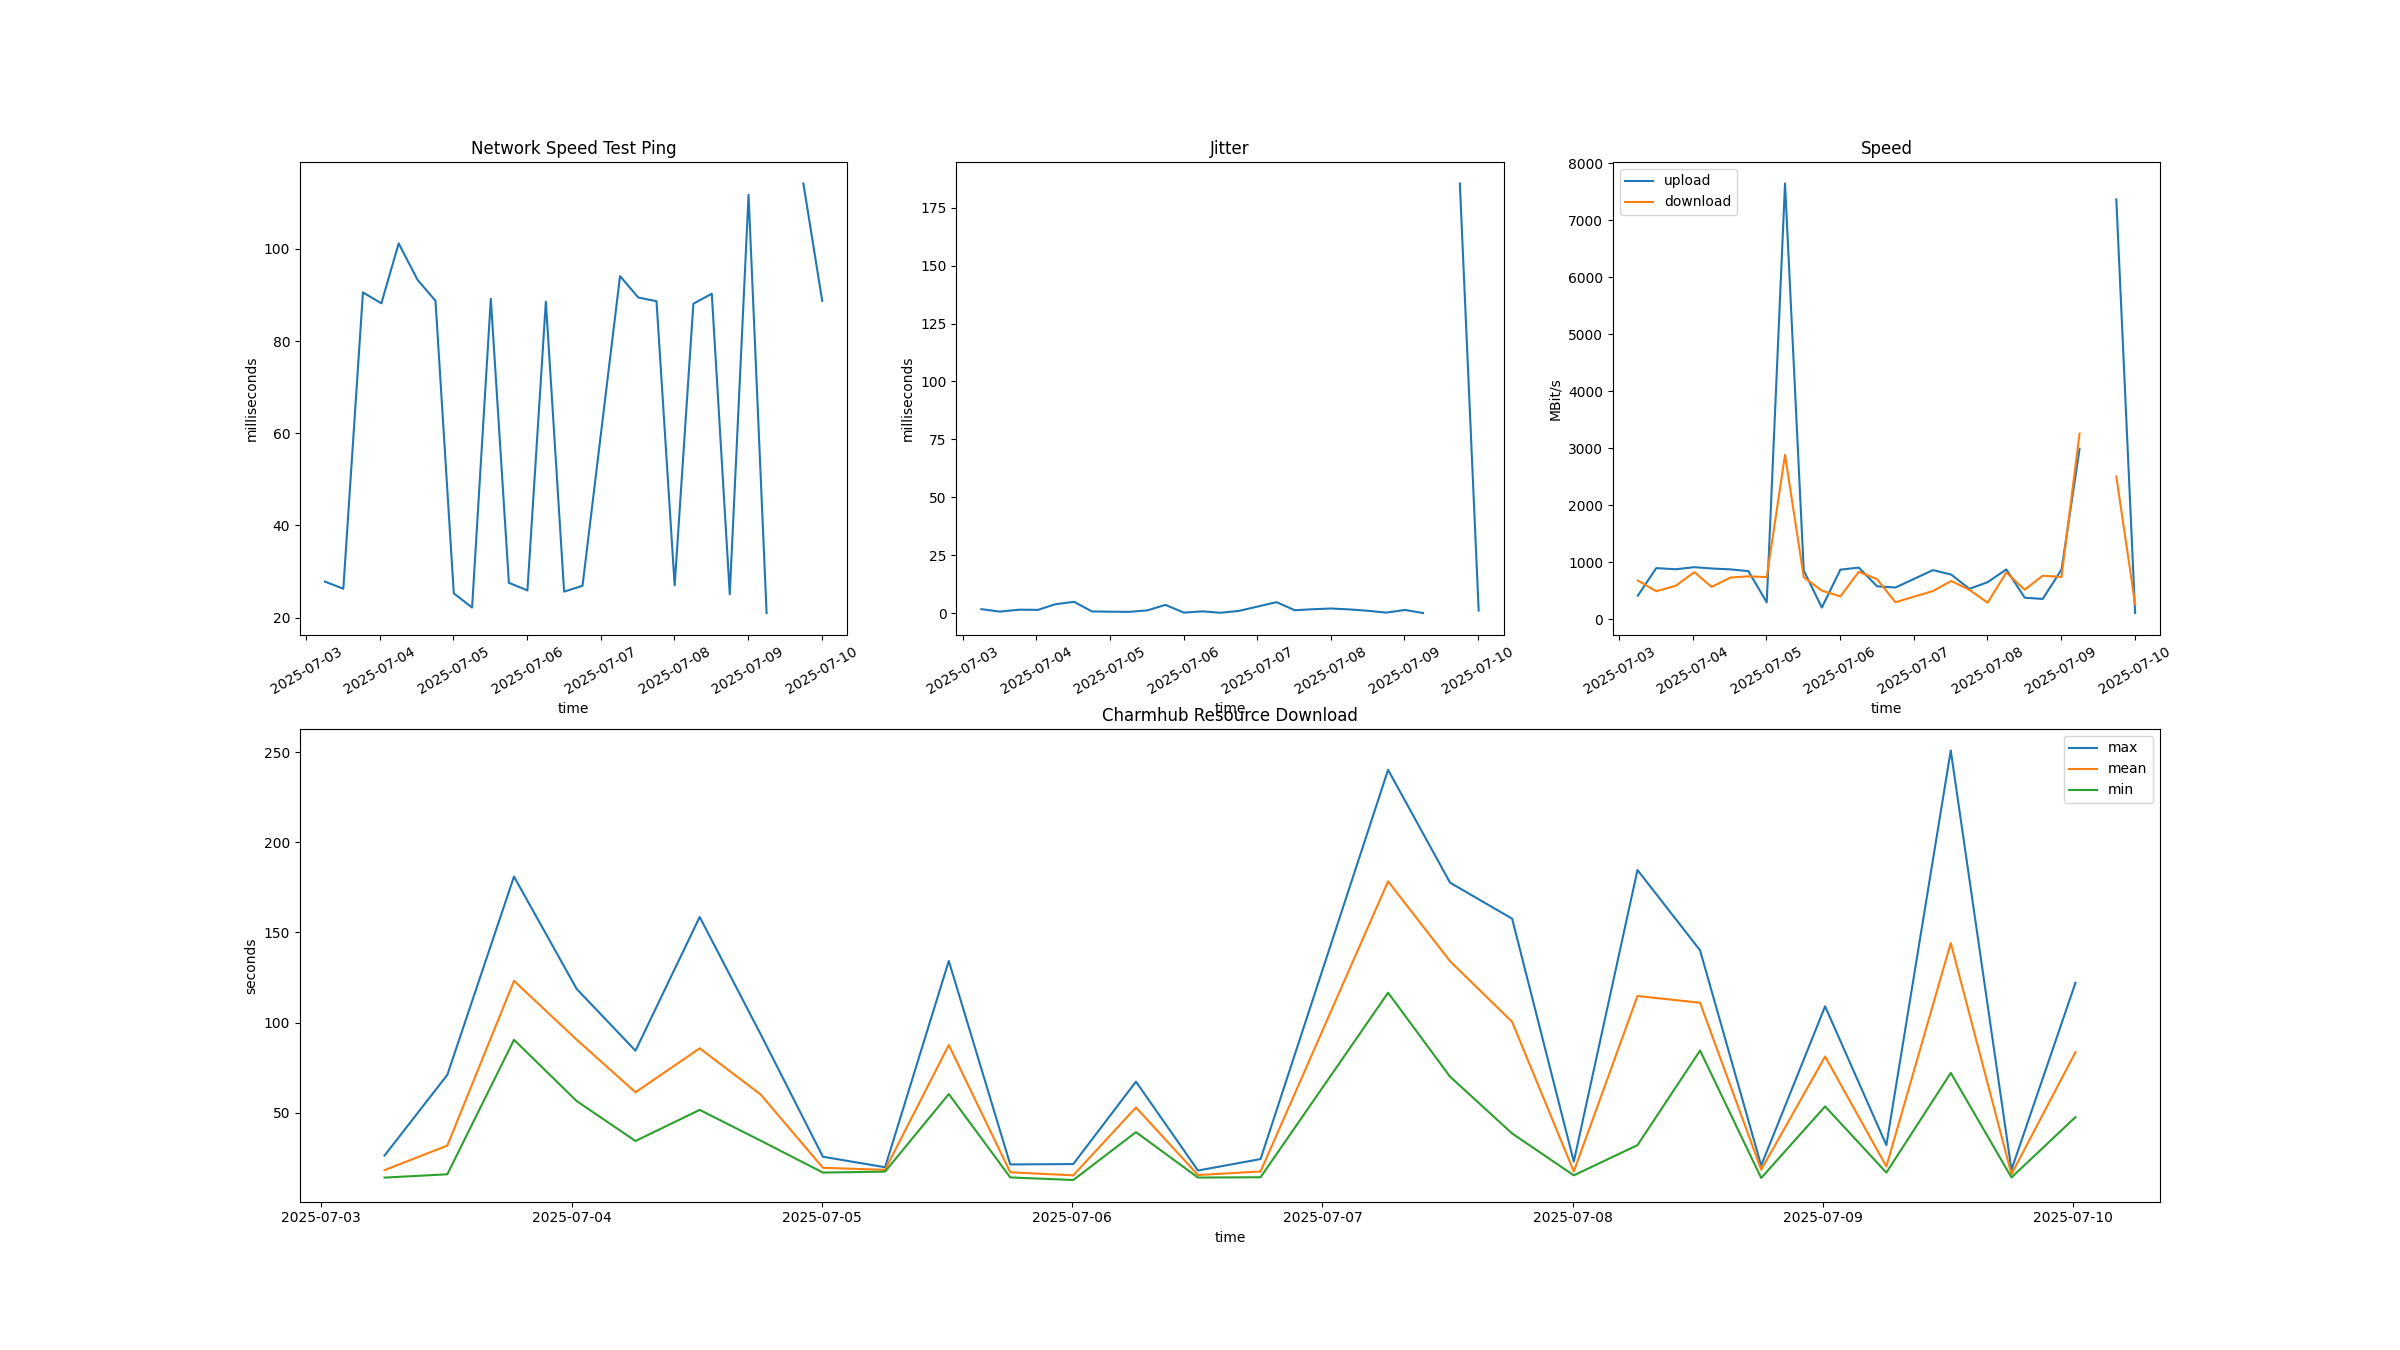 Network Speed Test Ping
milliseconds
100
80
60
40
20
2025-07-03 2025-07-04 2025-07-05 2025-07-06 2025-07-07 2025-07-08 2025-07-09 2025-07-10
time
Jitter
milliseconds
175
150
125
100
75
50
25
0
2025-07-03 2025-07-04 2025-07-05 2025-07-06 2025-07-07 2025-07-08 2025-07-09 2025-07-10
time
Speed
MBit/s
8000
7000
6000
5000
4000
3000
2000
1000
0
upload
download
2025-07-03 2025-07-04 2025-07-05 2025-07-06 2025-07-07 2025-07-08 2025-07-09 2025-07-10
time
Charmhub Resource Download
seconds
250
200
150
100
50
max
mean
min
2025-07-03 2025-07-04 2025-07-05 2025-07-06 2025-07-07 2025-07-08 2025-07-09 2025-07-10
time